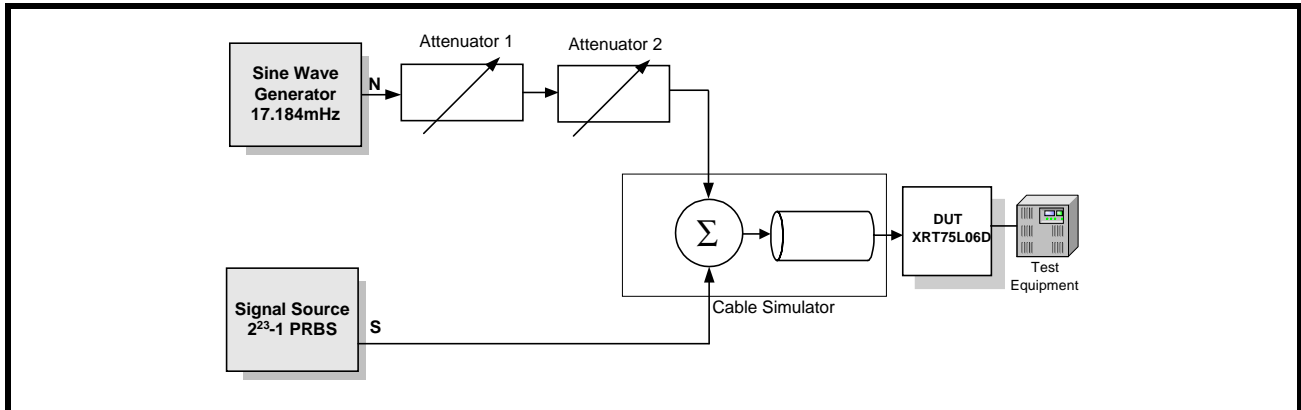 Attenuator 1
Attenuator 2
Sine Wave
Generator
17.184mHz
N
Σ
DUT
XRT75L06D
Test
Equipment
Cable Simulator
Signal Source
2²³-1 PRBS
S